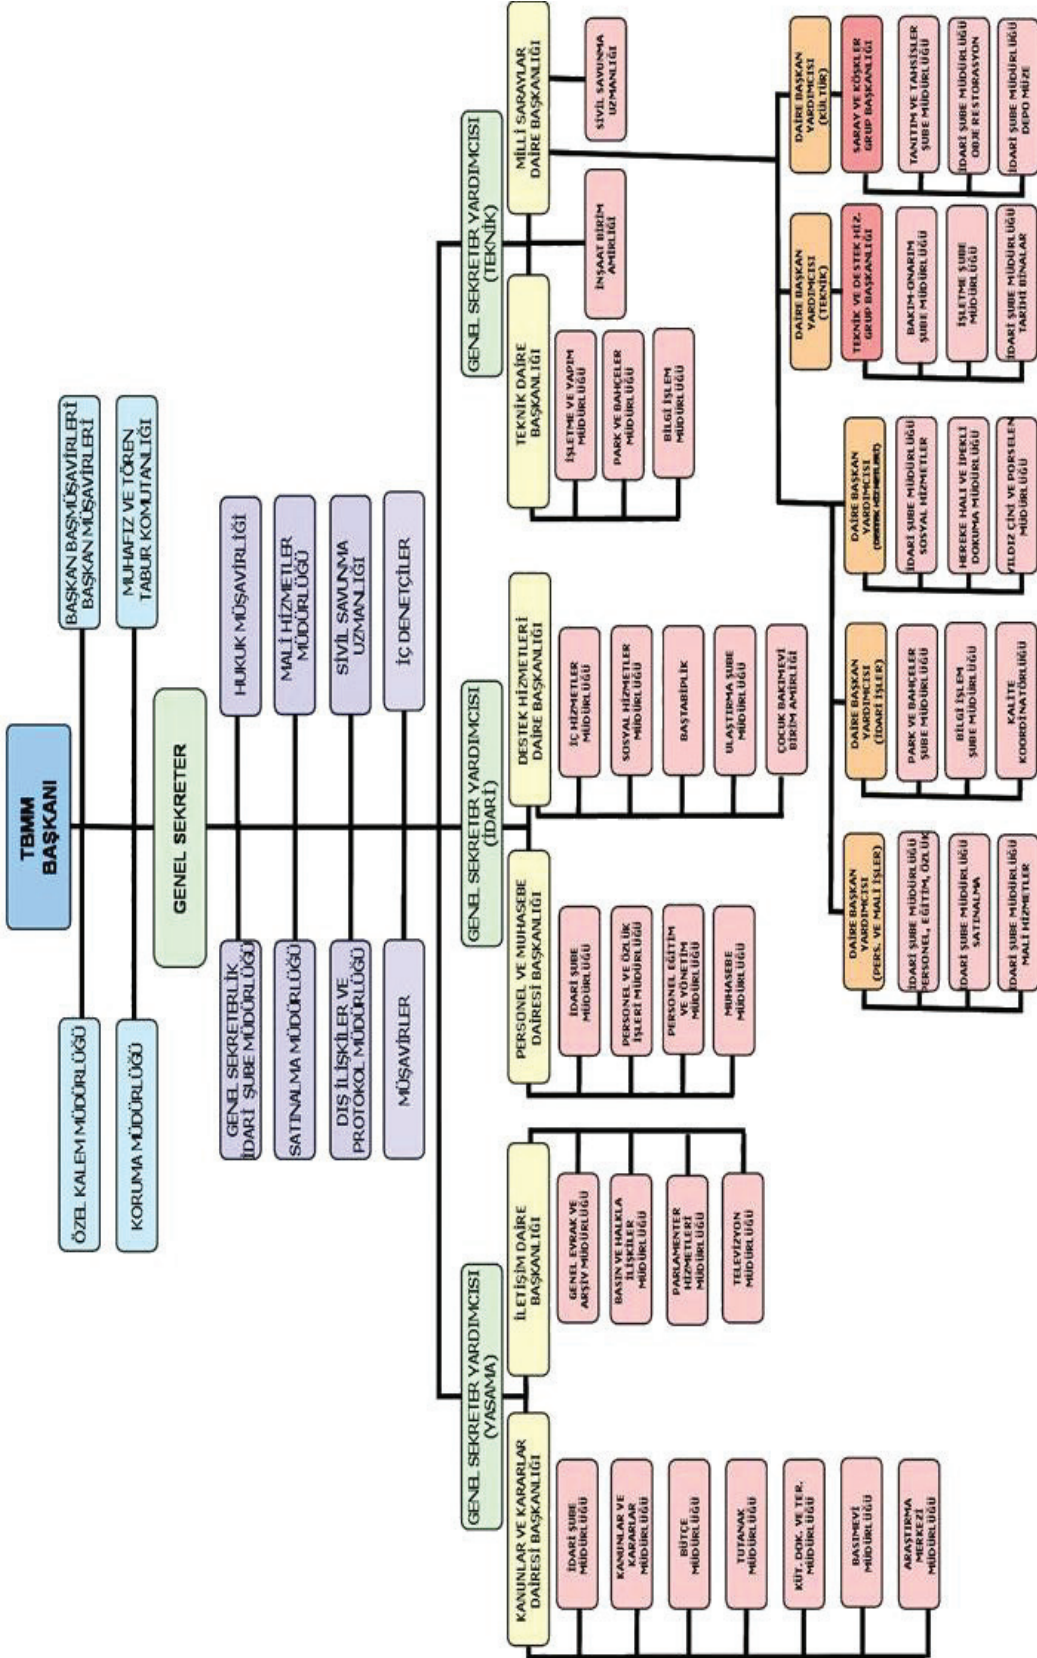 TBMM
BAŞKANI
ÖZEL KALEM MÜDÜRLÜĞÜ
BAŞKAN BAŞMÜŞAVİRLERİ
BAŞKAN MÜŞAVİRLERİ
KORUMA MÜDÜRLÜĞÜ
MUHAFIZ VE TÖREN
TABUR KOMUTANLIĞI
GENEL SEKRETER
GENEL SEKRETERLİK
İDARİ ŞUBE MÜDÜRLÜĞÜ
HUKUK MÜŞAVİRLİĞİ
SATINALMA MÜDÜRLÜĞÜ
MALİ HİZMETLER
MÜDÜRLÜĞÜ
DIŞ İLİŞKİLER VE
PROTOKOL MÜDÜRLÜĞÜ
SİVİL SAVUNMA
UZMANLIĞI
MÜŞAVİRLER
İÇ DENETÇİLER
GENEL SEKRETER YARDIMCISI
(YASAMA)
GENEL SEKRETER YARDIMCISI
(İDARİ)
GENEL SEKRETER YARDIMCISI
(TEKNİK)
KANUNLAR VE KARARLAR
DAİRESİ BAŞKANLIĞI
İDARİ ŞUBE
MÜDÜRLÜĞÜ
KANUNLAR VE
KARARLAR
MÜDÜRLÜĞÜ
BÜTÇE
MÜDÜRLÜĞÜ
TUTANAK
MÜDÜRLÜĞÜ
KÜT. DOK. VE TER.
MÜDÜRLÜĞÜ
BASIMEVİ
MÜDÜRLÜĞÜ
ARAŞTIRMA
MERKEZİ
MÜDÜRLÜĞÜ
İLETİŞİM DAİRE
BAŞKANLIĞI
GENEL EVRAK VE
ARŞİV MÜDÜRLÜĞÜ
BASIN VE HALKLA
İLİŞKİLER
MÜDÜRLÜĞÜ
PARLAMENTER
HİZMETLERİ
MÜDÜRLÜĞÜ
TELEVİZYON
MÜDÜRLÜĞÜ
PERSONEL VE MUHASEBE
DAİRESİ BAŞKANLIĞI
İDARİ ŞUBE
MÜDÜRLÜĞÜ
PERSONEL VE ÖZLÜK
İŞLERİ MÜDÜRLÜĞÜ
PERSONEL EĞİTİM
VE YÖNETİM
MÜDÜRLÜĞÜ
MUHASEBE
MÜDÜRLÜĞÜ
DESTEK HİZMETLERİ
DAİRE BAŞKANLIĞI
İÇ HİZMETLER
MÜDÜRLÜĞÜ
SOSYAL HİZMETLER
MÜDÜRLÜĞÜ
BAŞTABİPLİK
ULAŞTIRMA ŞUBE
MÜDÜRLÜĞÜ
ÇOCUK BAKIMEVİ
BİRİM AMİRLİĞİ
TEKNİK DAİRE
BAŞKANLIĞI
İŞLETME VE YAPIM
MÜDÜRLÜĞÜ
PARK VE BAHÇELER
MÜDÜRLÜĞÜ
BİLGİ İŞLEM
MÜDÜRLÜĞÜ
İNŞAAT BİRİM
AMİRLİĞİ
MİLLİ SARAYLAR
DAİRE BAŞKANLIĞI
SİVİL SAVUNMA
UZMANLIĞI
DAİRE BAŞKAN
YARDIMCISI
(PERS. VE MALİ İŞLER)
İDARİ ŞUBE MÜDÜRLÜĞÜ
PERSONEL, EĞİTİM, ÖZLÜK
İDARİ ŞUBE MÜDÜRLÜĞÜ
SATINALMA
İDARİ ŞUBE MÜDÜRLÜĞÜ
MALİ HİZMETLER
DAİRE BAŞKAN
YARDIMCISI
(İDARİ İŞLER)
PARK VE BAHÇELER
ŞUBE MÜDÜRLÜĞÜ
BİLGİ İŞLEM
ŞUBE MÜDÜRLÜĞÜ
KALİTE
KOORDİNATÖRLÜĞÜ
DAİRE BAŞKAN
YARDIMCISI
(DESTEK HİZMETLERİ)
İDARİ ŞUBE MÜDÜRLÜĞÜ
SOSYAL HİZMETLER
HEREKE HALI VE İPEKLİ
DOKUMA MÜDÜRLÜĞÜ
YILDIZ ÇİNİ VE PORSELEN
MÜDÜRLÜĞÜ
DAİRE BAŞKAN
YARDIMCISI
(TEKNİK)
TEKNİK VE DESTEK HİZ.
GRUP BAŞKANLIĞI
BAKIM-ONARIM
ŞUBE MÜDÜRLÜĞÜ
İŞLETME ŞUBE
MÜDÜRLÜĞÜ
İDARİ ŞUBE MÜDÜRLÜĞÜ
TARİHİ BİNALAR
DAİRE BAŞKAN
YARDIMCISI
(KÜLTÜR)
SARAY VE KÖŞKLER
GRUP BAŞKANLIĞI
TANITIM VE TAHSİSLER
ŞUBE MÜDÜRLÜĞÜ
İDARİ ŞUBE MÜDÜRLÜĞÜ
OBJE RESTORASYON
İDARİ ŞUBE MÜDÜRLÜĞÜ
DEPO MÜZE